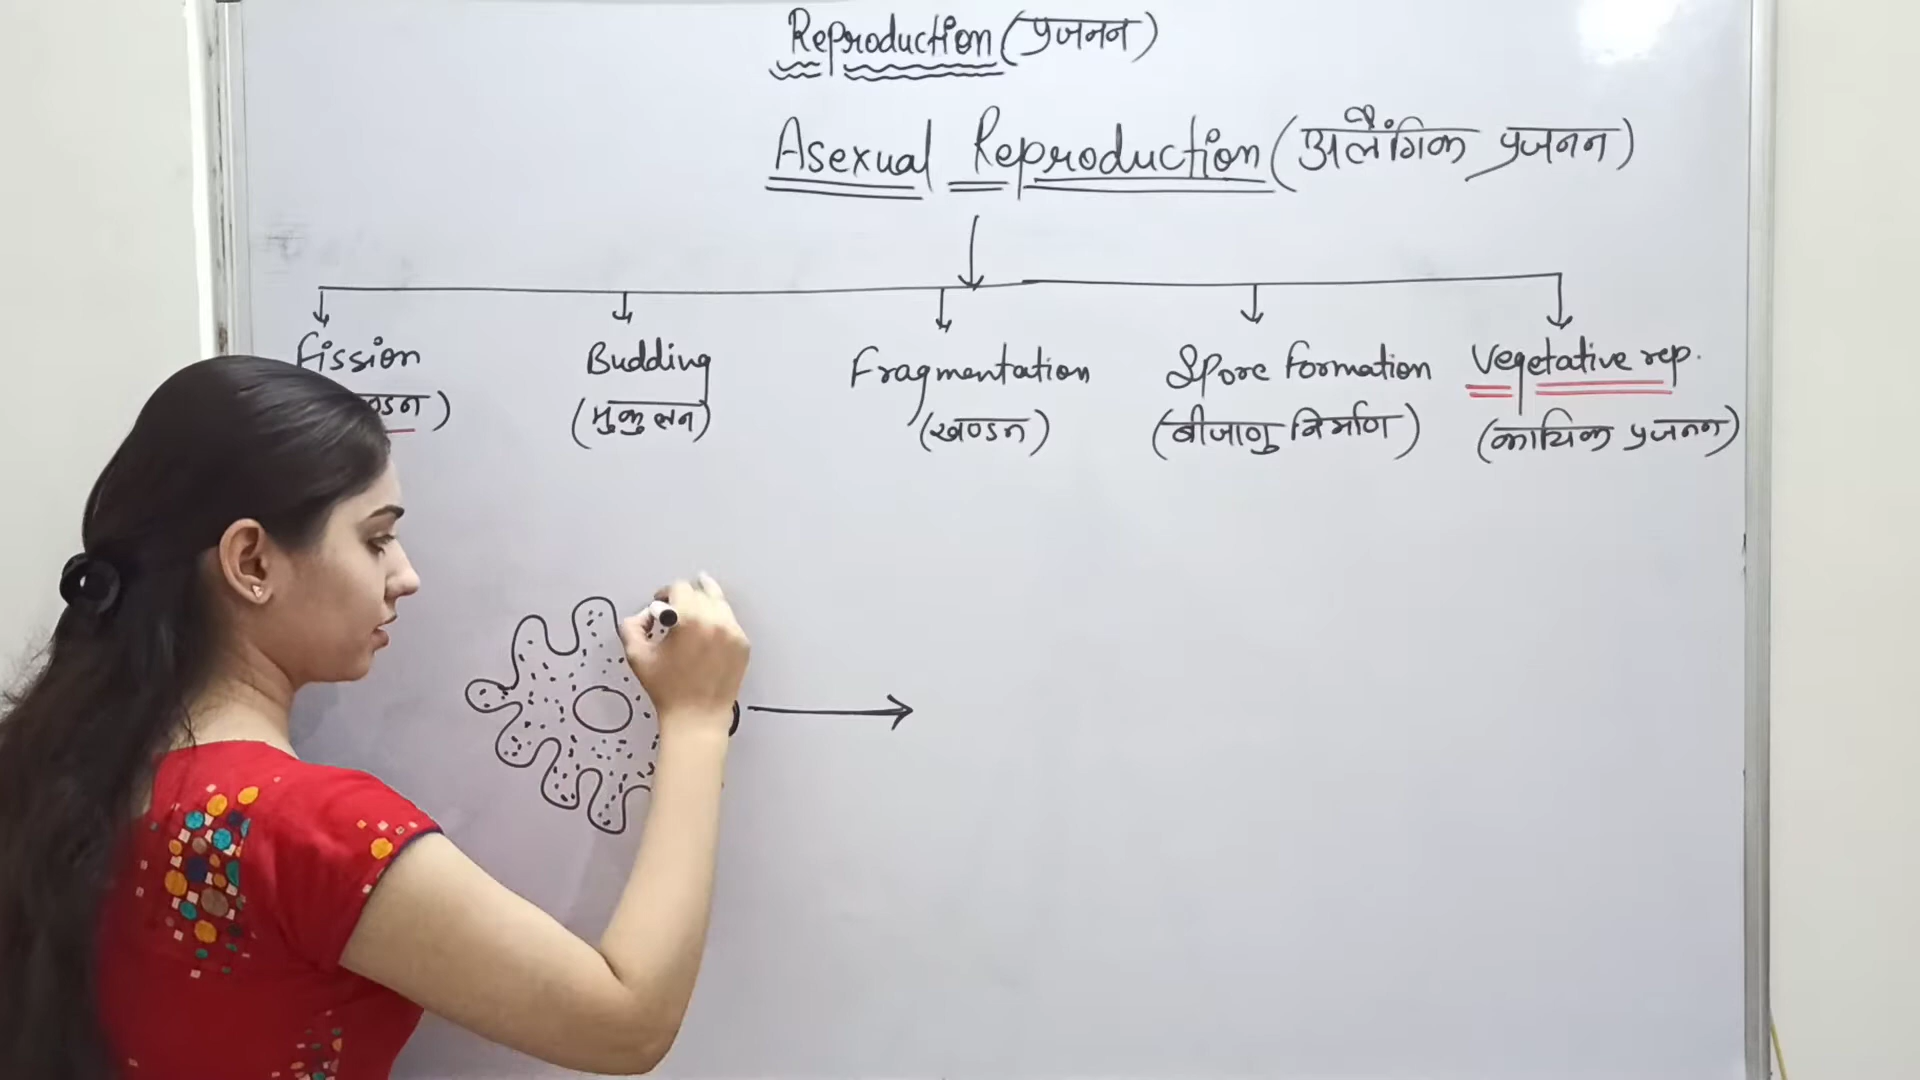 Reproduction (प्रजनन)
Asexual Reproduction (अलैंगिक प्रजनन)
Fission Budding Fragmentation Spore Formation Vegetative rep.
(मुकुलन) (खण्डन) (बीजाणु निर्माण) (कायिक प्रजनन)